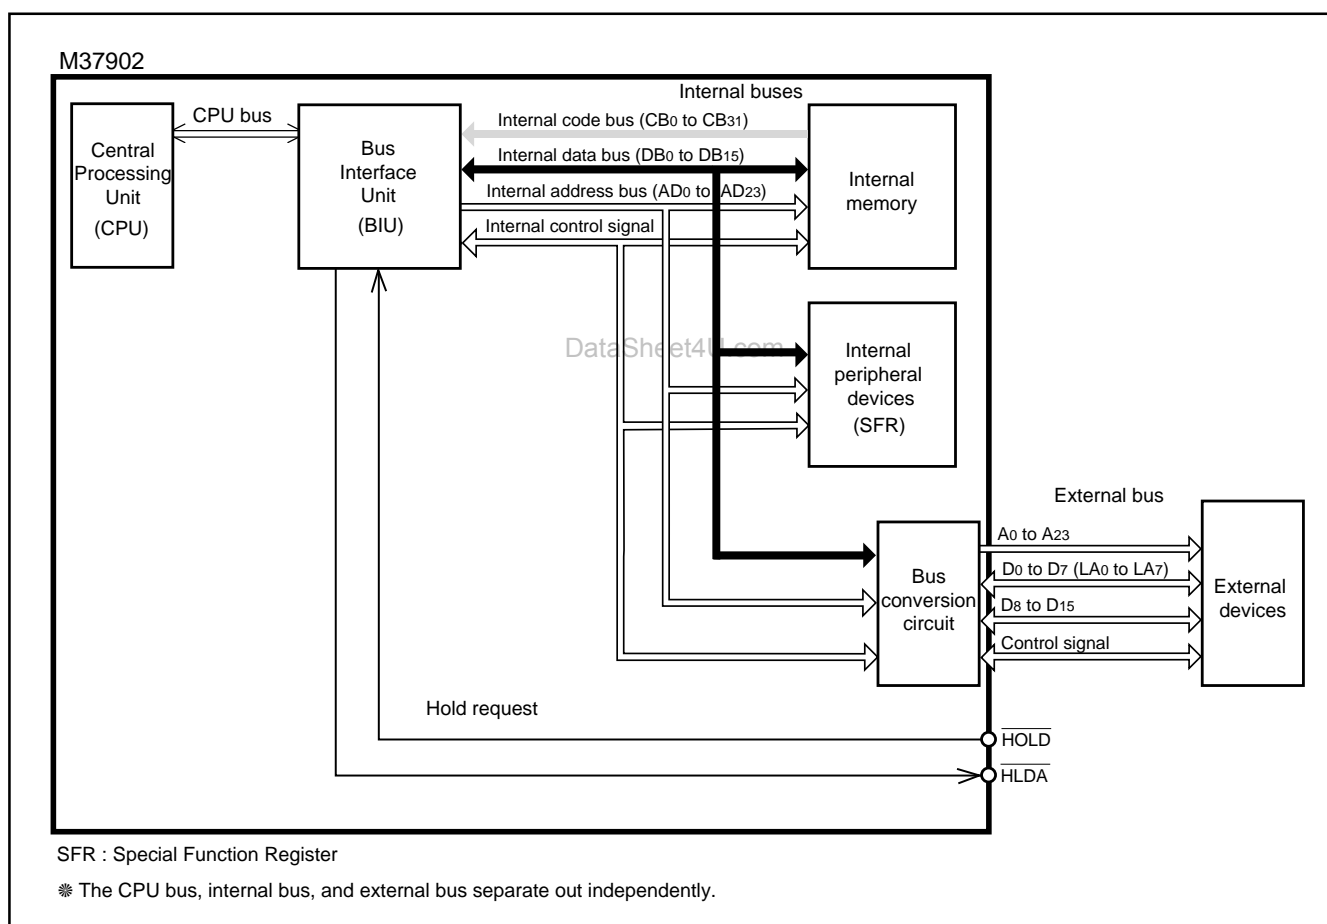 M37902
Internal buses
Central
Processing
Unit
(CPU)
CPU bus
Bus
Interface
Unit
(BIU)
Internal code bus (CB0 to CB31)
Internal data bus (DB0 to DB15)
Internal address bus (AD0 to AD23)
Internal control signal
Internal
memory
DataSheet4U.com
Internal
peripheral
devices
(SFR)
External bus
Bus
conversion
circuit
A0 to A23
D0 to D7 (LA0 to LA7)
D8 to D15
Control signal
External
devices
Hold request
HOLD
HLDA
SFR : Special Function Register
❊ The CPU bus, internal bus, and external bus separate out independently.